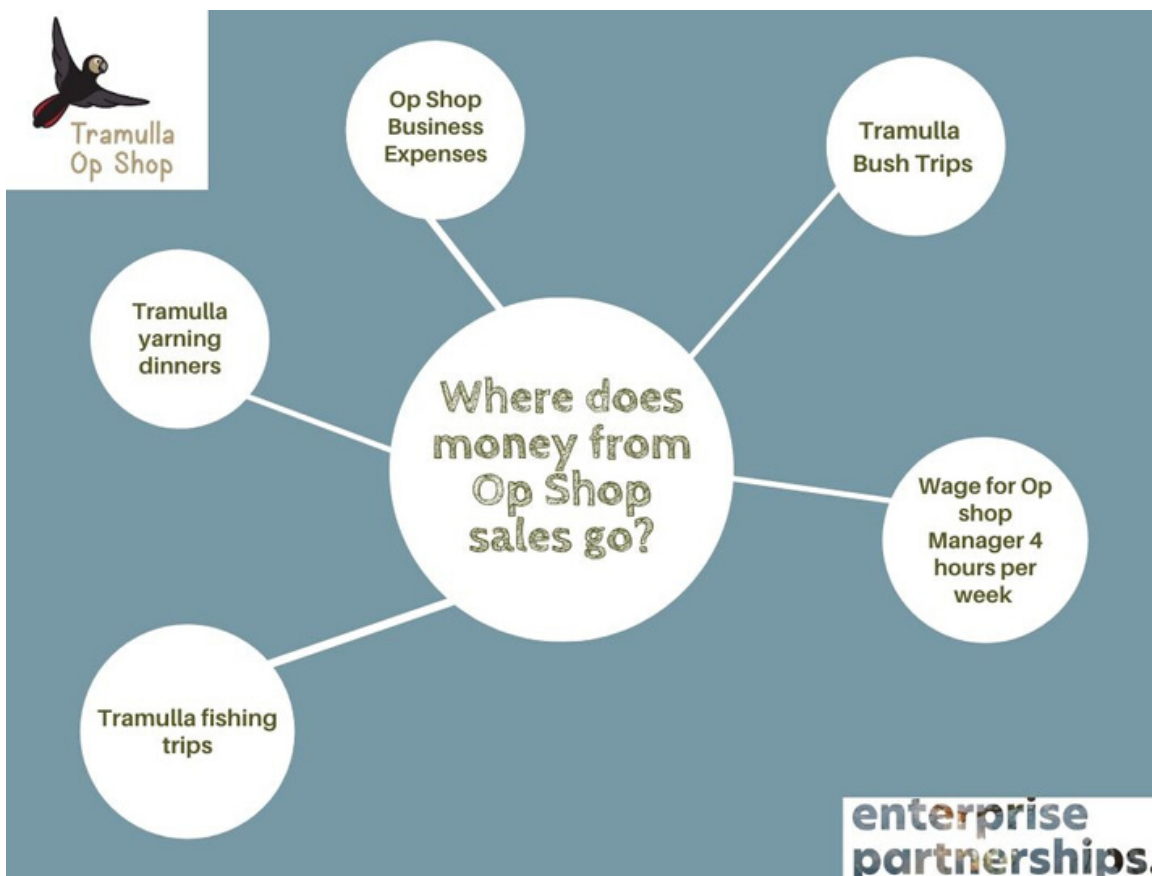 Tramulla
Op Shop
Op Shop
Business
Expenses
Tramulla
Bush Trips
Tramulla
yarning
dinners
Where does
money from
Op Shop
sales go?
Wage for Op
shop
Manager 4
hours per
week
Tramulla fishing
trips
enterprise
partnerships.